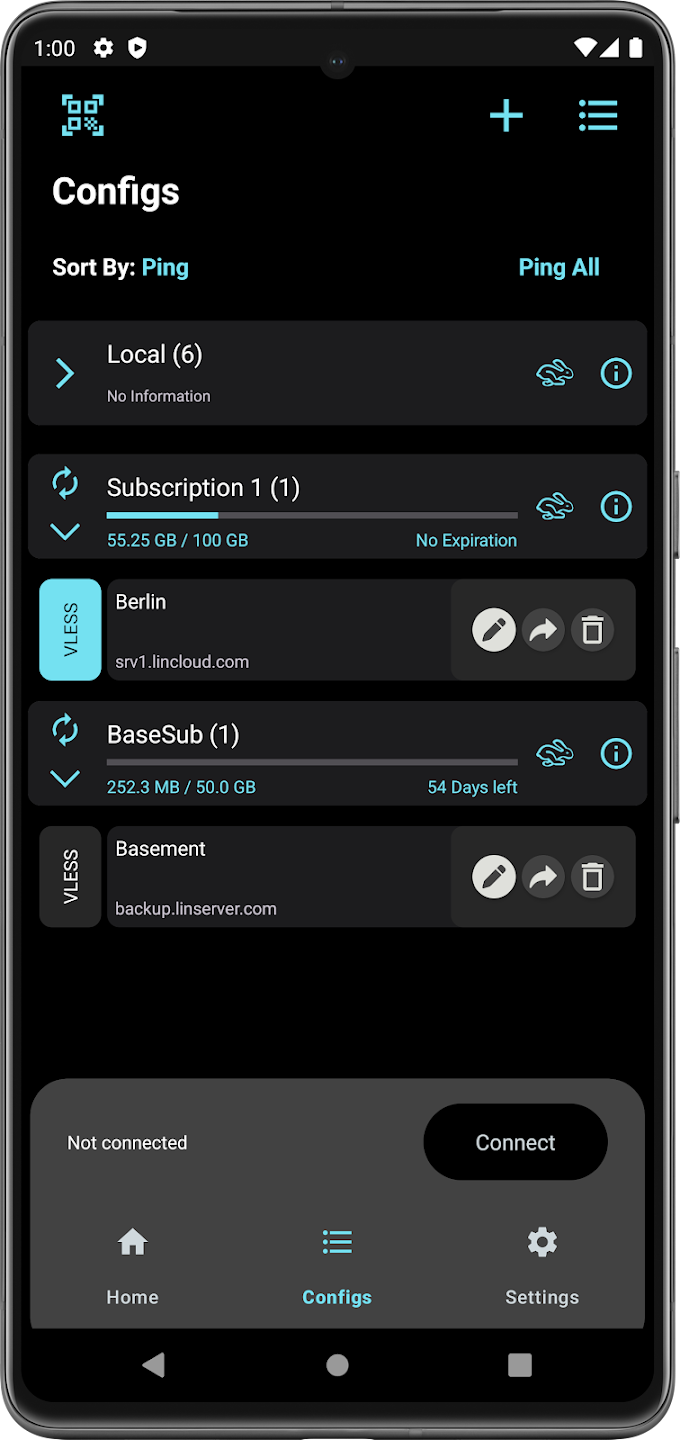 1:00
Configs
Sort By: Ping
Ping All
Local (6)
No Information
Subscription 1 (1)
55.25 GB / 100 GB
No Expiration
VLESS
Berlin
srv1.lincloud.com
BaseSub (1)
252.3 MB / 50.0 GB
54 Days left
VLESS
Basement
backup.linserver.com
Not connected
Connect
Home
Configs
Settings